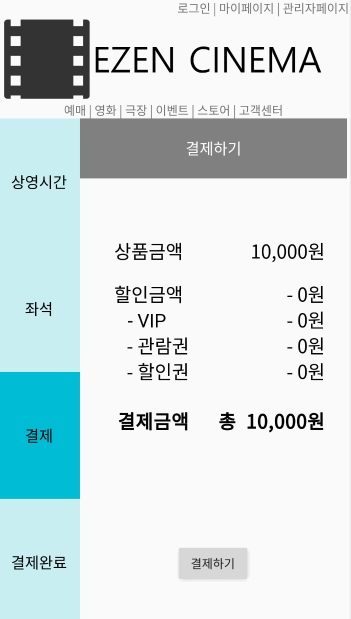 로그인 | 마이페이지 | 관리자페이지
EZEN CINEMA
예매 | 영화 | 극장 | 이벤트 | 스토어 | 고객센터
결제하기
상영시간
좌석
결제
결제완료
상품금액 10,000원
할인금액 - 0원
- VIP - 0원
- 관람권 - 0원
- 할인권 - 0원
결제금액 총 10,000원
결제하기